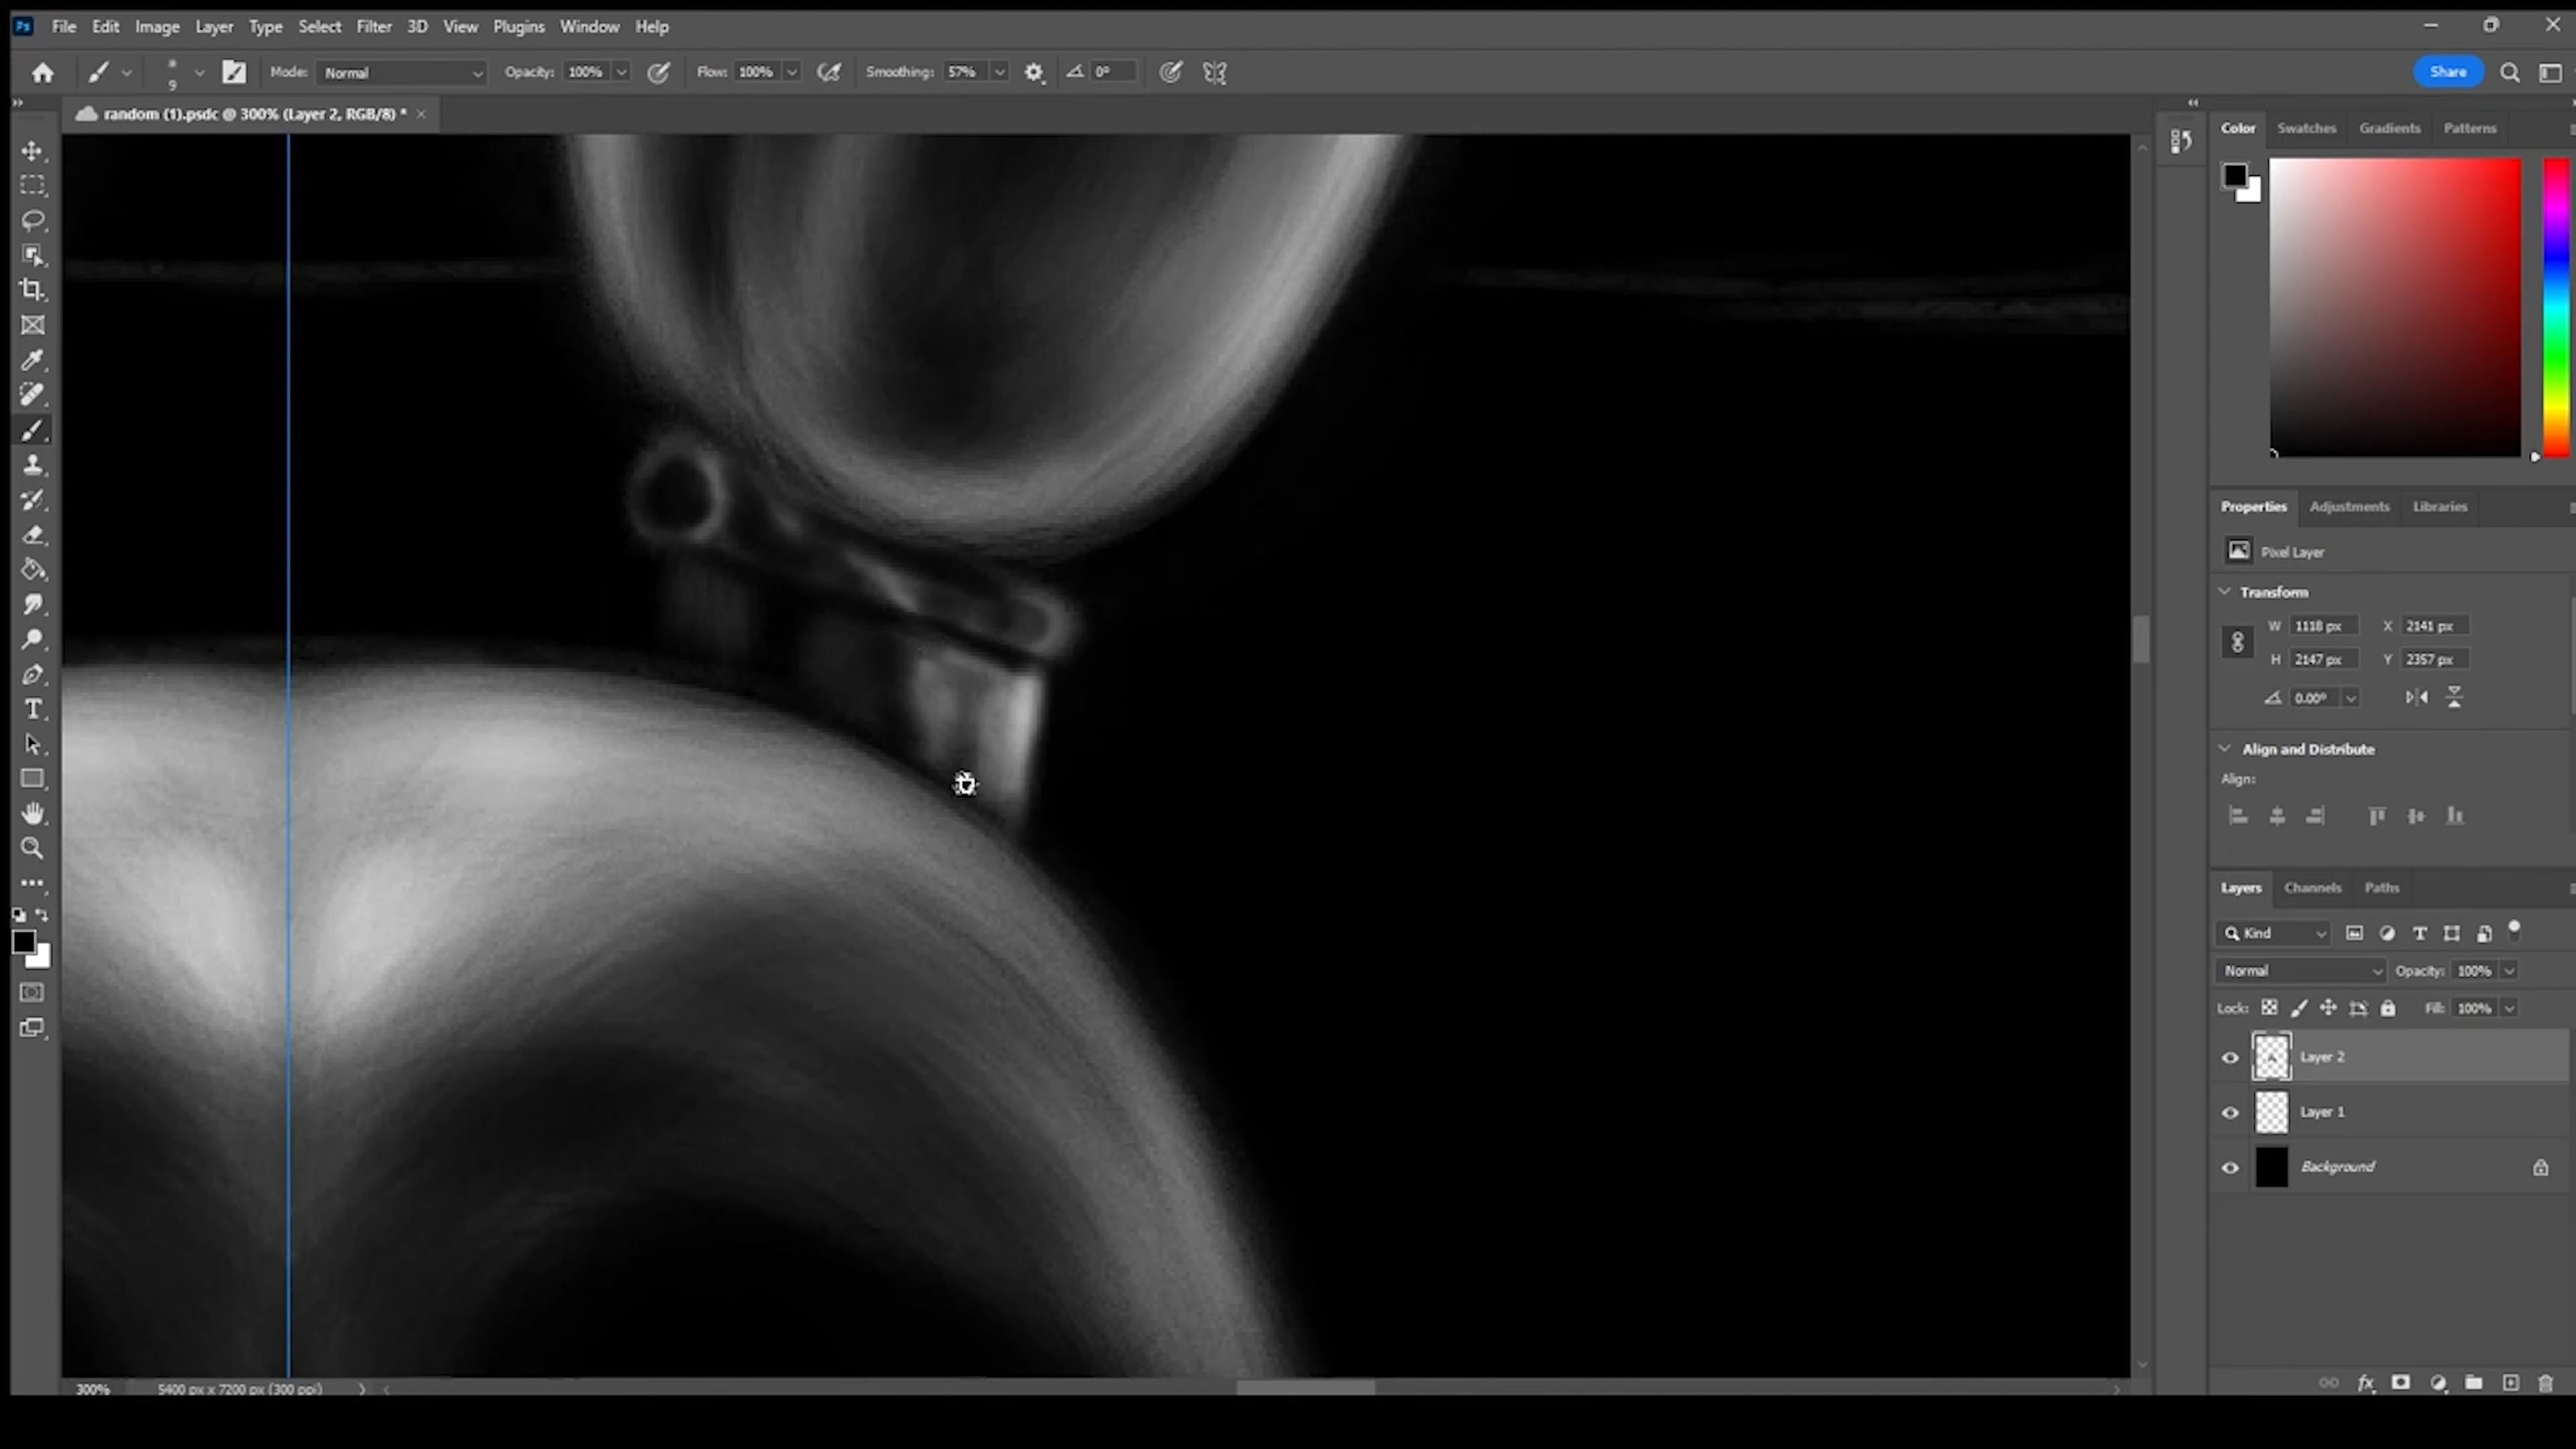 Ps File Edit Image Layer Type Select Filter 3D View Plugins Window Help
9 Mode: Normal Opacity: 100% Flow: 100% Smoothing: 57% 0° Share
random (1).psdc @ 300% (Layer 2, RGB/8) *
Color Swatches Gradients Patterns
Properties Adjustments Libraries
Pixel Layer
Transform
W 1118 px X 2141 px
H 2147 px Y 2357 px
0.00°
Align and Distribute
Align:
Layers Channels Paths
Kind
Normal Opacity: 100%
Lock: Fill: 100%
Layer 2
Layer 1
Background
300% 5400 px x 7200 px (300 ppi)
fx